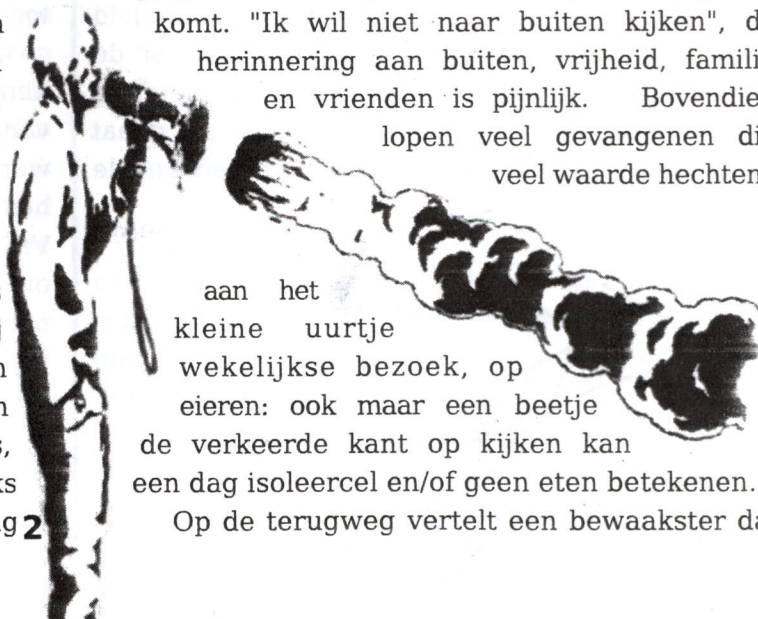 komt. "Ik wil niet naar buiten kijken", d
herinnering aan buiten, vrijheid, famili
en vrienden is pijnlijk. Bovendie
lopen veel gevangenen di
veel waarde hechten
aan het
kleine uurtje
wekelijkse bezoek, op
eieren: ook maar een beetje
de verkeerde kant op kijken kan
een dag isoleercel en/of geen eten betekenen.
Op de terugweg vertelt een bewaakster da
2